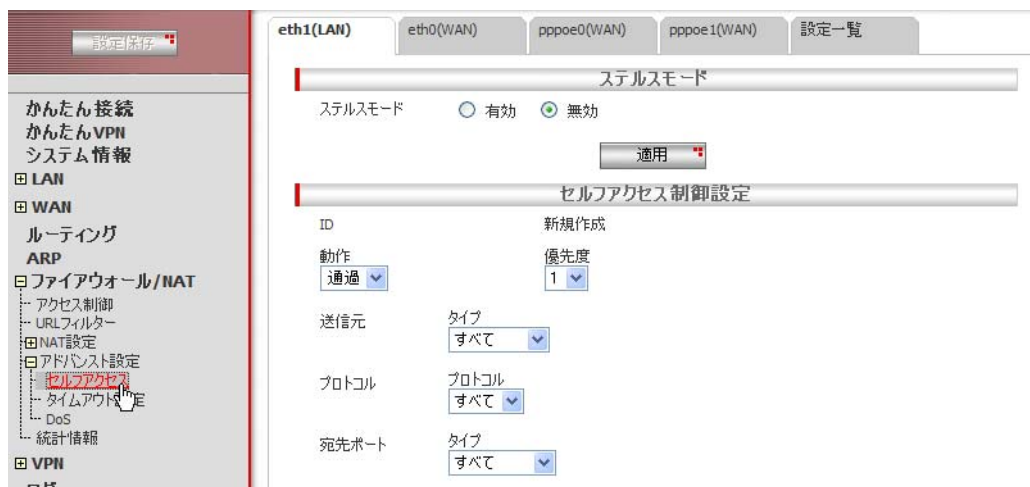 設定保存
かんたん接続
かんたんVPN
システム情報
LAN
WAN
ルーティング
ARP
ファイアウォール/NAT
アクセス制御
URLフィルター
NAT設定
アドバンスト設定
セルフアクセス
タイムアウト設定
DoS
統計情報
VPN
eth1(LAN)
eth0(WAN)
pppoe0(WAN)
pppoe1(WAN)
設定一覧
ステルスモード
ステルスモード 有効 無効
適用
セルフアクセス制御設定
ID 新規作成
動作 優先度
通過 1
送信元 タイプ
すべて
プロトコル プロトコル
すべて
宛先ポート タイプ
すべて